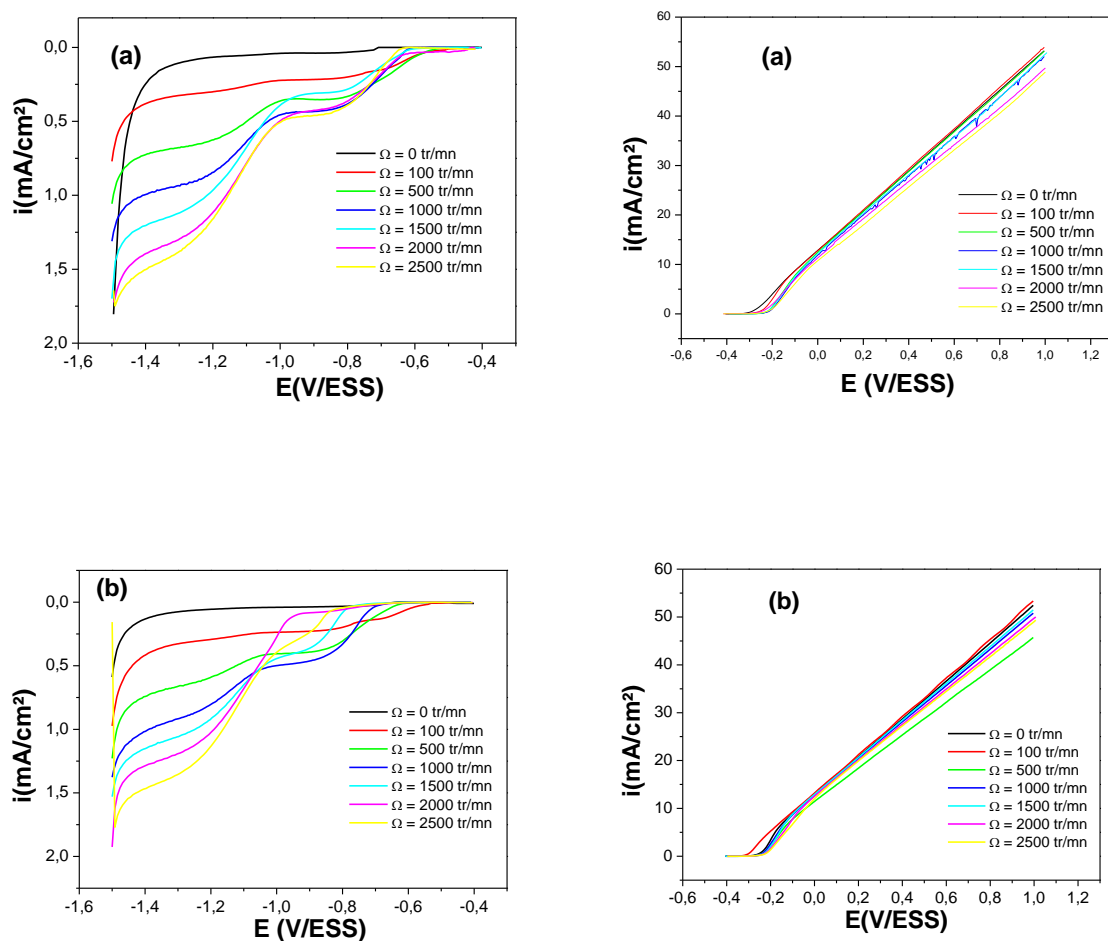 (a)
i(mA/cm²)
0,0
0,5
1,0
1,5
2,0
Ω = 0 tr/mn
Ω = 100 tr/mn
Ω = 500 tr/mn
Ω = 1000 tr/mn
Ω = 1500 tr/mn
Ω = 2000 tr/mn
Ω = 2500 tr/mn
-1,6 -1,4 -1,2 -1,0 -0,8 -0,6 -0,4
E(V/ESS)
(a)
i(mA/cm²)
60
50
40
30
20
10
0
Ω = 0 tr/mn
Ω = 100 tr/mn
Ω = 500 tr/mn
Ω = 1000 tr/mn
Ω = 1500 tr/mn
Ω = 2000 tr/mn
Ω = 2500 tr/mn
-0,6 -0,4 -0,2 0,0 0,2 0,4 0,6 0,8 1,0 1,2
E (V/ESS)
(b)
i(mA/cm²)
0,0
0,5
1,0
1,5
2,0
Ω = 0 tr/mn
Ω = 100 tr/mn
Ω = 500 tr/mn
Ω = 1000 tr/mn
Ω = 1500 tr/mn
Ω = 2000 tr/mn
Ω = 2500 tr/mn
-1,6 -1,4 -1,2 -1,0 -0,8 -0,6 -0,4
E (V/ESS)
(b)
i(mA/cm²)
60
50
40
30
20
10
0
Ω = 0 tr/mn
Ω = 100 tr/mn
Ω = 500 tr/mn
Ω = 1000 tr/mn
Ω = 1500 tr/mn
Ω = 2000 tr/mn
Ω = 2500 tr/mn
-0,6 -0,4 -0,2 0,0 0,2 0,4 0,6 0,8 1,0 1,2
E(V/ESS)